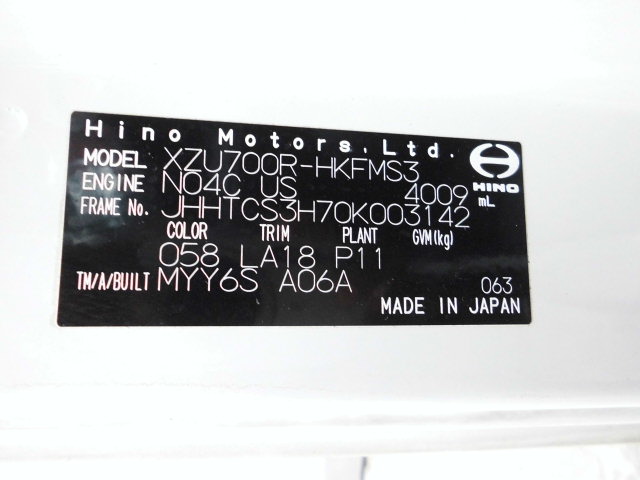 Hino Motors,Ltd.
HINO
MODEL XZU700R-HKFMS3
ENGINE N04C US 4009 mL
FRAME No. JHHTCS3H70K003142
COLOR TRIM PLANT GVM(kg)
058 LA18 P11
TM/A/BUILT MYY6S A06A 063
MADE IN JAPAN